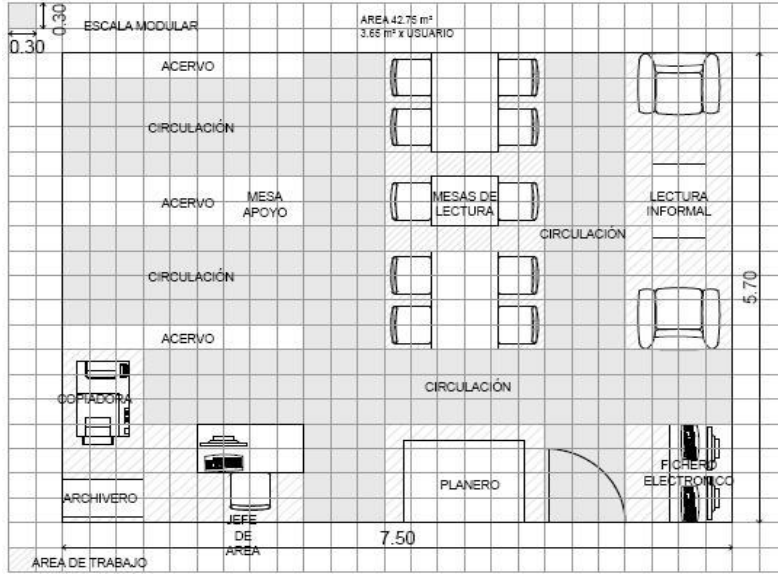 0.30
0.30
ESCALA MODULAR
AREA 42.75 m²
3.65 m² x USUARIO
ACERVO
CIRCULACIÓN
ACERVO
MESA
APOYO
MESAS DE
LECTURA
LECTURA
INFORMAL
CIRCULACIÓN
CIRCULACIÓN
5.70
ACERVO
CIRCULACIÓN
COPIADORA
FICHERO
ELECTRONICO
PLANERO
ARCHIVERO
JEFE
DE
AREA
7.50
AREA DE TRABAJO